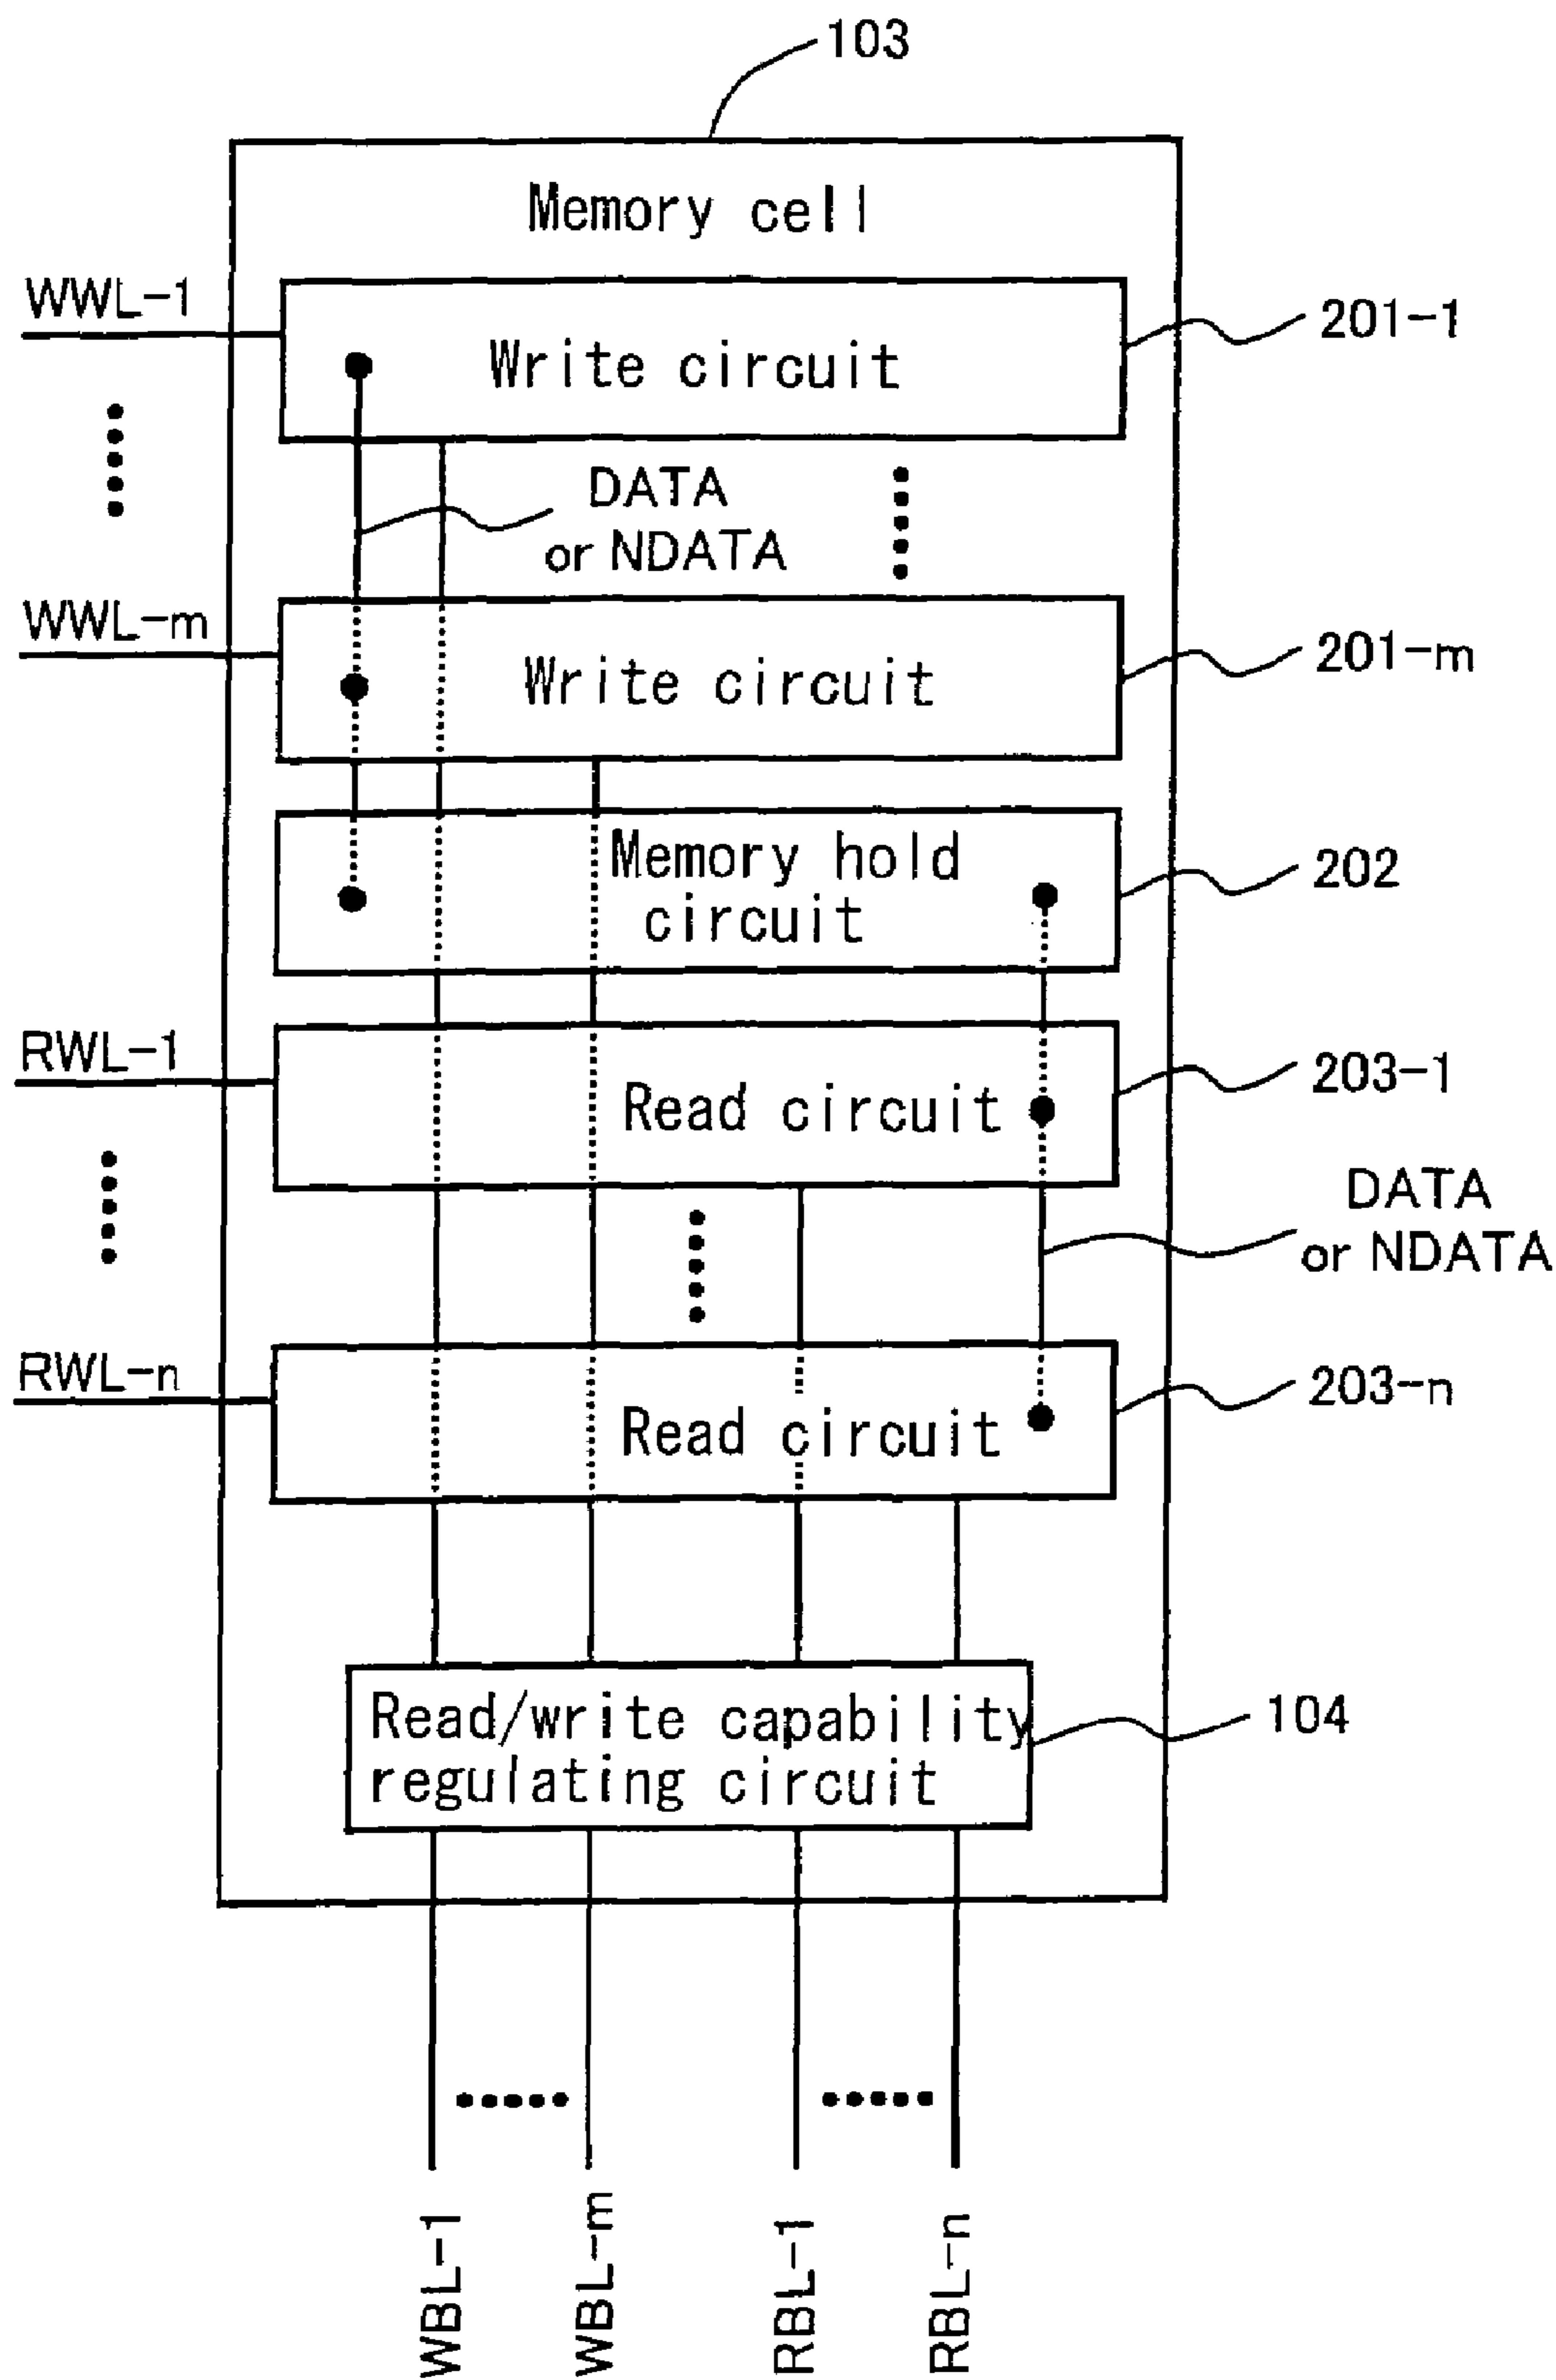 103
Memory cell
WWL-1
201-1
Write circuit
DATA
or NDATA
WWL-m
201-m
Write circuit
Memory hold
circuit
202
RWL-1
203-1
Read circuit
DATA
or NDATA
RWL-n
203-n
Read circuit
Read/write capability
regulating circuit
104
WBL-1
WBL-m
RBL-1
RBL-n